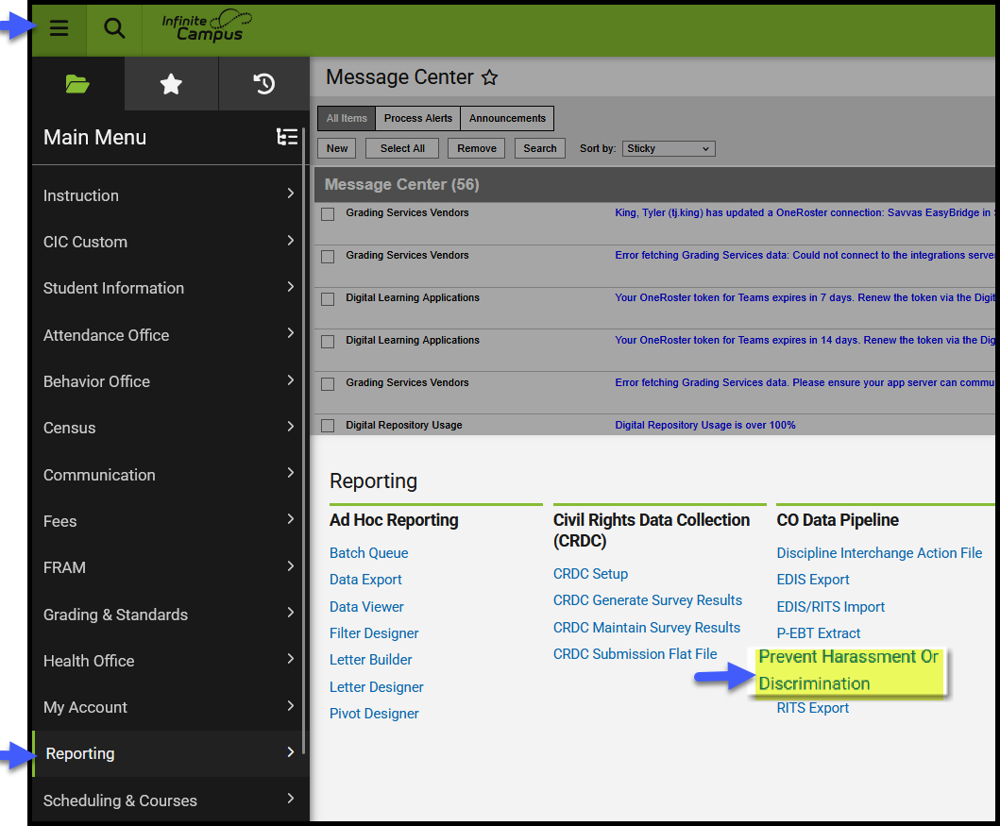 Infinite
Campus
Message Center
Main Menu
Instruction
CIC Custom
Student Information
Attendance Office
Behavior Office
Census
Communication
Fees
FRAM
Grading & Standards
Health Office
My Account
Reporting
Scheduling & Courses
All Items Process Alerts Announcements
New Select All Remove Search Sort by: Sticky
Message Center (56)
Grading Services Vendors King, Tyler (tj.king) has updated a OneRoster connection: Savvas EasyBridge in
Grading Services Vendors Error fetching Grading Services data: Could not connect to the integrations serve
Digital Learning Applications Your OneRoster token for Teams expires in 7 days. Renew the token via the Digit
Digital Learning Applications Your OneRoster token for Teams expires in 14 days. Renew the token via the Dig
Grading Services Vendors Error fetching Grading Services data. Please ensure your app server can commu
Digital Repository Usage Digital Repository Usage is over 100%
Reporting
Ad Hoc Reporting
Batch Queue
Data Export
Data Viewer
Filter Designer
Letter Builder
Letter Designer
Pivot Designer
Civil Rights Data Collection
(CRDC)
CRDC Setup
CRDC Generate Survey Results
CRDC Maintain Survey Results
CRDC Submission Flat File
CO Data Pipeline
Discipline Interchange Action File
EDIS Export
EDIS/RITS Import
P-EBT Extract
Prevent Harassment Or
Discrimination
RITS Export